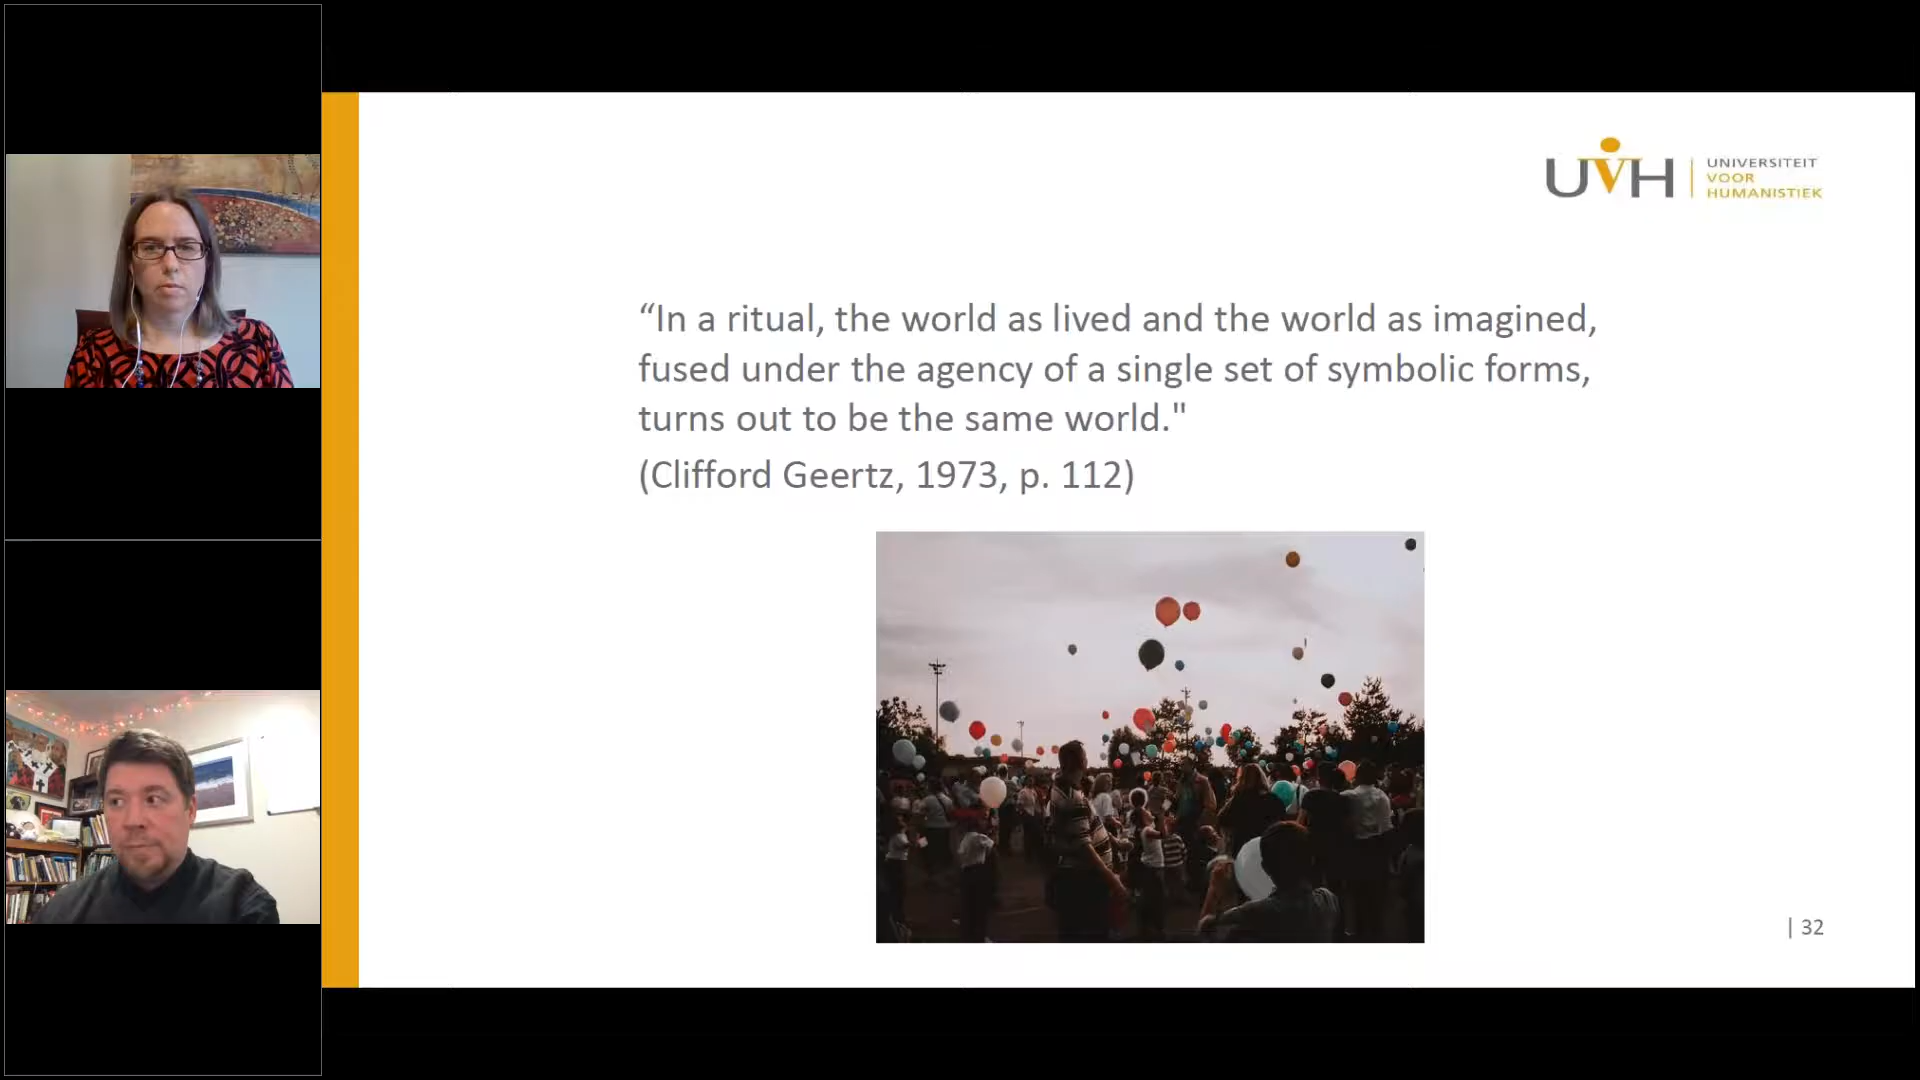 UVH
UNIVERSITEIT
VOOR
HUMANISTIEK
“In a ritual, the world as lived and the world as imagined,
fused under the agency of a single set of symbolic forms,
turns out to be the same world."
(Clifford Geertz, 1973, p. 112)
| 32